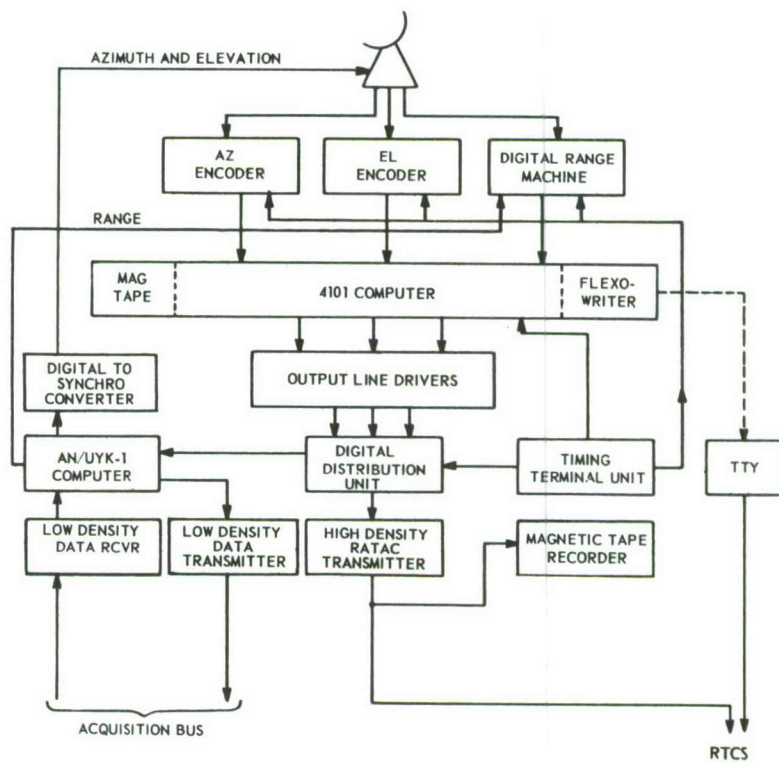 AZIMUTH AND ELEVATION
AZ
ENCODER
EL
ENCODER
DIGITAL RANGE
MACHINE
RANGE
MAG
TAPE
4101 COMPUTER
FLEXO-
WRITER
DIGITAL TO
SYNCHRO
CONVERTER
OUTPUT LINE DRIVERS
AN/UYK-1
COMPUTER
DIGITAL
DISTRIBUTION
UNIT
TIMING
TERMINAL UNIT
TTY
LOW DENSITY
DATA RCVR
LOW DENSITY
DATA
TRANSMITTER
HIGH DENSITY
RATAC
TRANSMITTER
MAGNETIC TAPE
RECORDER
ACQUISITION BUS
RTCS